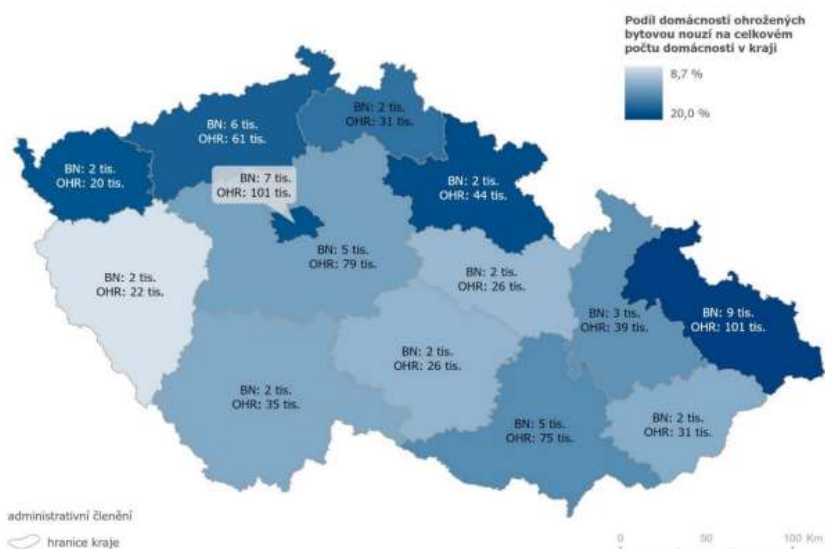 Podíl domácností ohrožených
bytovou nouzí na celkovém
počtu domácností v kraji
8,7 %
20,0 %
BN: 2 tis.
OHR: 31 tis.
BN: 6 tis.
OHR: 61 tis.
BN: 2 tis.
OHR: 20 tis.
BN: 7 tis.
OHR: 101 tis.
BN: 2 tis.
OHR: 44 tis.
BN: 5 tis.
OHR: 79 tis.
BN: 2 tis.
OHR: 22 tis.
BN: 2 tis.
OHR: 26 tis.
BN: 3 tis.
OHR: 39 tis.
BN: 9 tis.
OHR: 101 tis.
BN: 2 tis.
OHR: 26 tis.
BN: 2 tis.
OHR: 35 tis.
BN: 5 tis.
OHR: 75 tis.
BN: 2 tis.
OHR: 31 tis.
administrativní členění
hranice kraje
0 50 100 Km